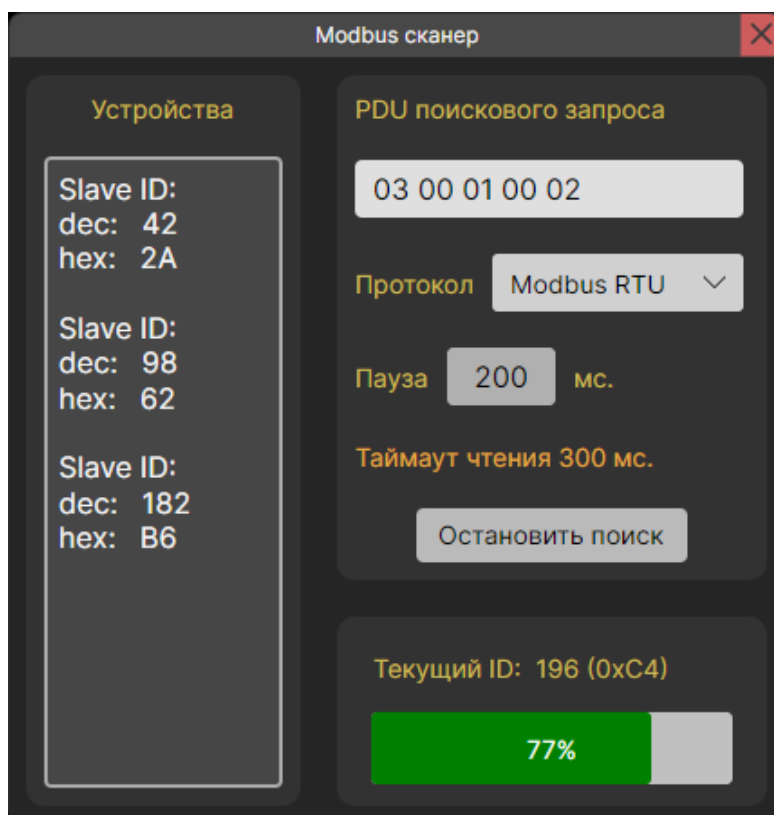 Modbus сканер
Устройства
Slave ID:
dec: 42
hex: 2A
Slave ID:
dec: 98
hex: 62
Slave ID:
dec: 182
hex: B6
PDU поискового запроса
03 00 01 00 02
Протокол Modbus RTU
Пауза 200 мс.
Таймаут чтения 300 мс.
Остановить поиск
Текущий ID: 196 (0xC4)
77%